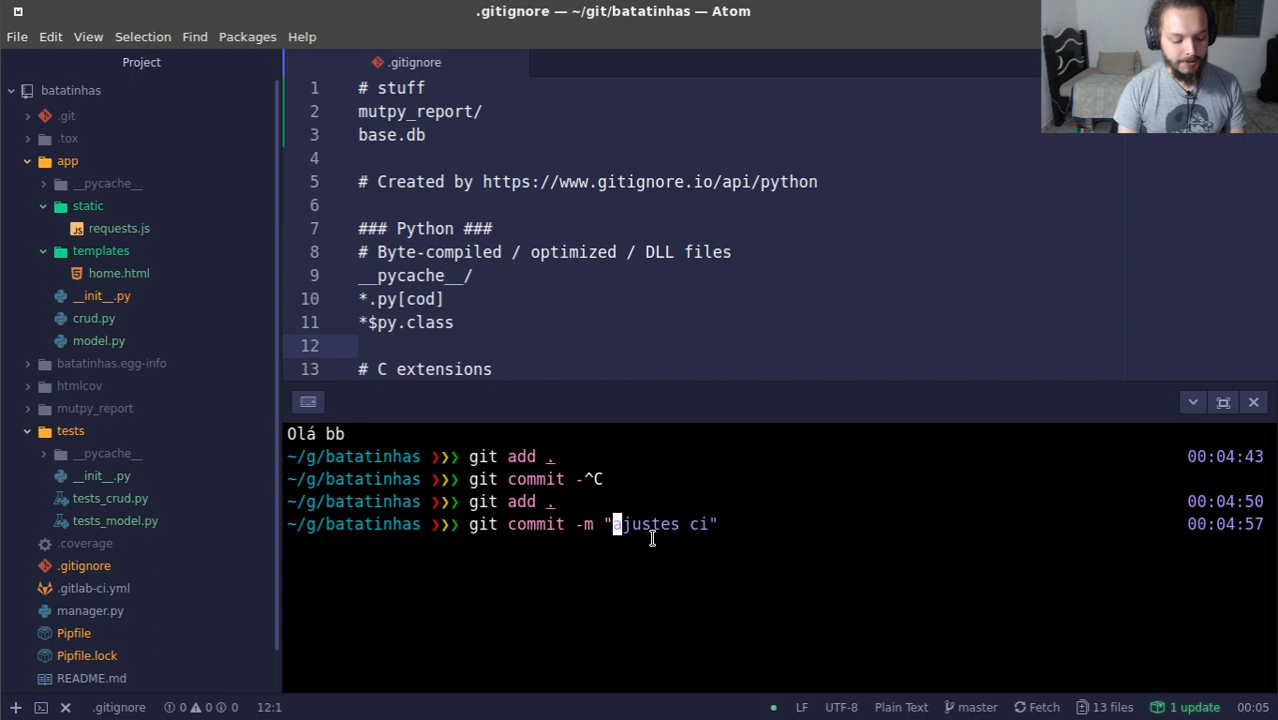 .gitignore — ~/git/batatinhas — Atom
File Edit View Selection Find Packages Help
Project
batatinhas
.git
.tox
app
__pycache__
static
requests.js
templates
home.html
__init__.py
crud.py
model.py
batatinhas.egg-info
htmlcov
mutpy_report
tests
__pycache__
__init__.py
tests_crud.py
tests_model.py
.coverage
.gitignore
.gitlab-ci.yml
manager.py
Pipfile
Pipfile.lock
README.md
.gitignore
1 # stuff
2 mutpy_report/
3 base.db
4
5 # Created by https://www.gitignore.io/api/python
6
7 ### Python ###
8 # Byte-compiled / optimized / DLL files
9 __pycache__/
10 *.py[cod]
11 *$py.class
12
13 # C extensions
Olá bb
~/g/batatinhas ❯❯❯ git add . 00:04:43
~/g/batatinhas ❯❯❯ git commit -^C
~/g/batatinhas ❯❯❯ git add . 00:04:50
~/g/batatinhas ❯❯❯ git commit -m "ajustes ci" 00:04:57
.gitignore 0 0 0 12:1 LF UTF-8 Plain Text master Fetch 13 files 1 update 00:05